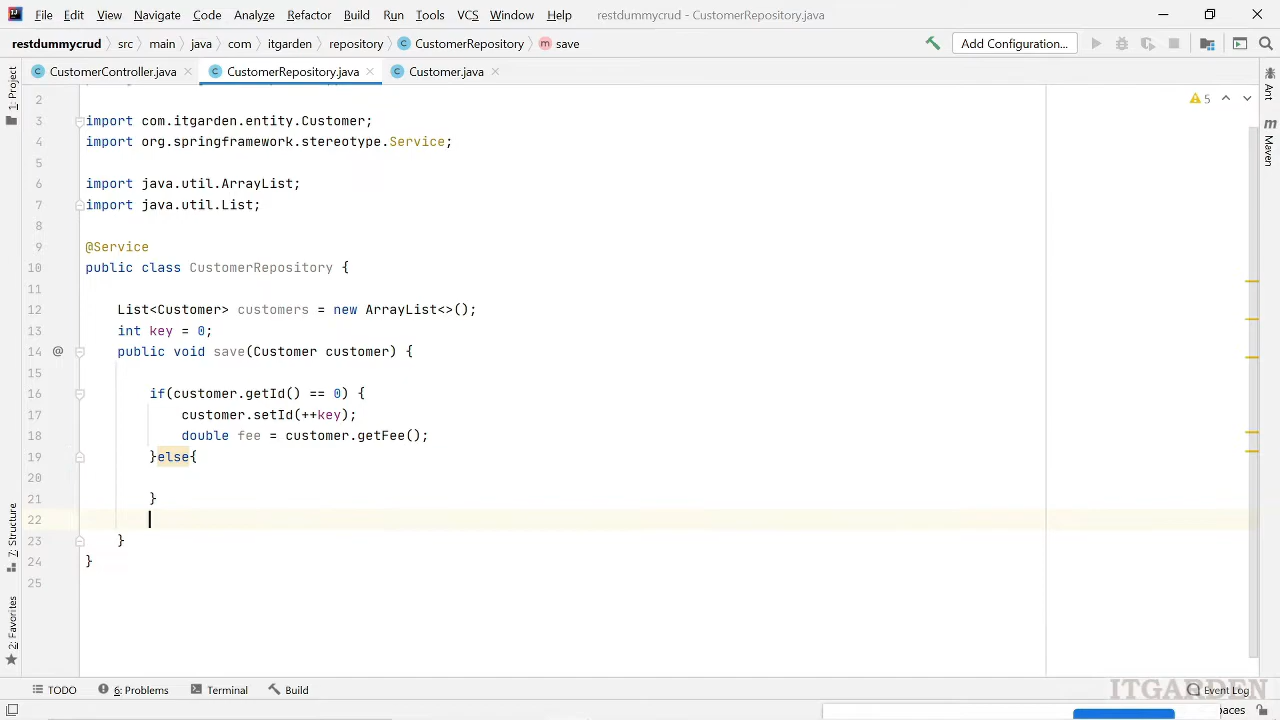 File Edit View Navigate Code Analyze Refactor Build Run Tools VCS Window Help restdummycrud - CustomerRepository.java
restdummycrud › src › main › java › com › itgarden › repository › CustomerRepository › save Add Configuration...
CustomerController.java CustomerRepository.java Customer.java
1: Project
Ant
Maven
7: Structure
2: Favorites
5
2
3 import com.itgarden.entity.Customer;
4 import org.springframework.stereotype.Service;
5
6 import java.util.ArrayList;
7 import java.util.List;
8
9 @Service
10 public class CustomerRepository {
11
12 List<Customer> customers = new ArrayList<>();
13 int key = 0;
14 @ public void save(Customer customer) {
15
16 if(customer.getId() == 0) {
17 customer.setId(++key);
18 double fee = customer.getFee();
19 }else{
20
21 }
22
23 }
24 }
25
TODO 6: Problems Terminal Build Event Log
ITGARDEN
paces